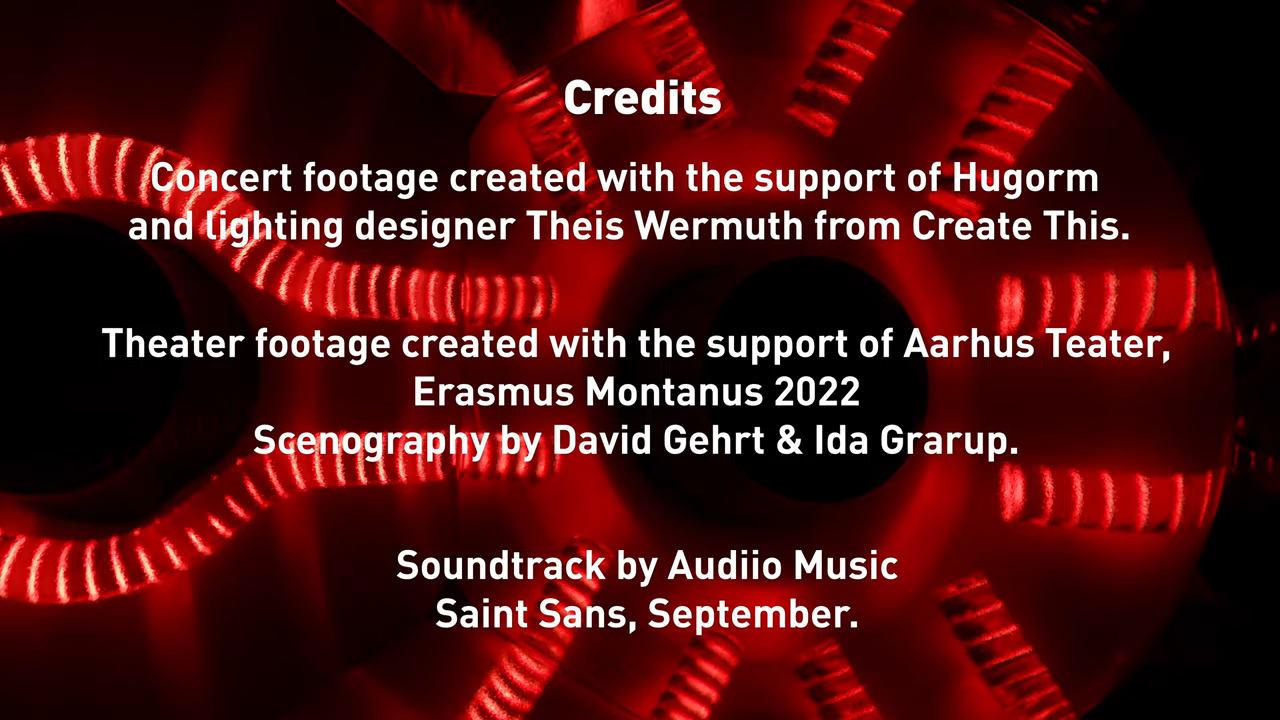 Credits
Concert footage created with the support of Hugorm
and lighting designer Theis Wermuth from Create This.
Theater footage created with the support of Aarhus Teater,
Erasmus Montanus 2022
Scenography by David Gehrt & Ida Grarup.
Soundtrack by Audiio Music
Saint Sans, September.